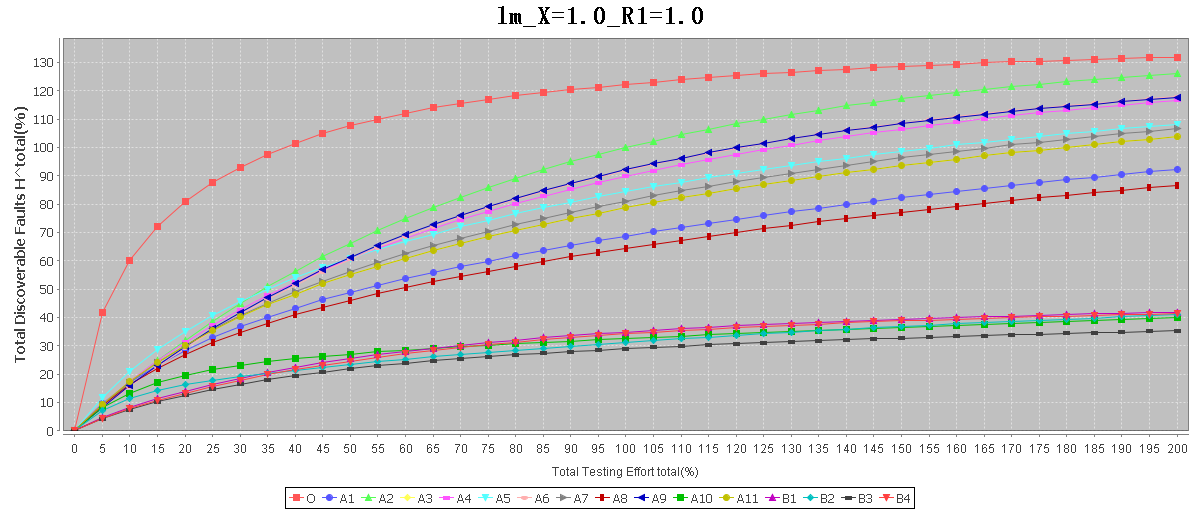 lm_X=1.0_R1=1.0
Total Discoverable Faults H^total(%)
130
120
110
100
90
80
70
60
50
40
30
20
10
0
0 5 10 15 20 25 30 35 40 45 50 55 60 65 70 75 80 85 90 95 100 105 110 115 120 125 130 135 140 145 150 155 160 165 170 175 180 185 190 195 200
Total Testing Effort total(%)
O A1 A2 A3 A4 A5 A6 A7 A8 A9 A10 A11 B1 B2 B3 B4